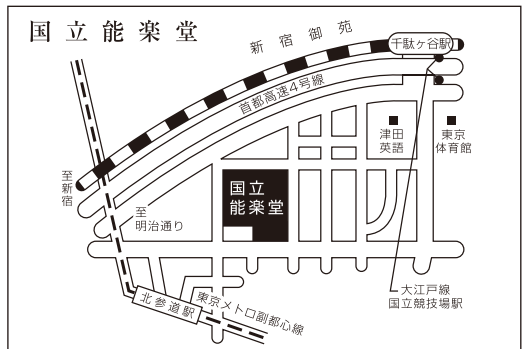 国立能楽堂
新宿御苑
千駄ヶ谷駅
首都高速4号線
津田
英語
東京
体育館
至新宿
国立
能楽堂
至
明治通り
大江戸線
国立競技場駅
北参道駅
東京メトロ副都心線